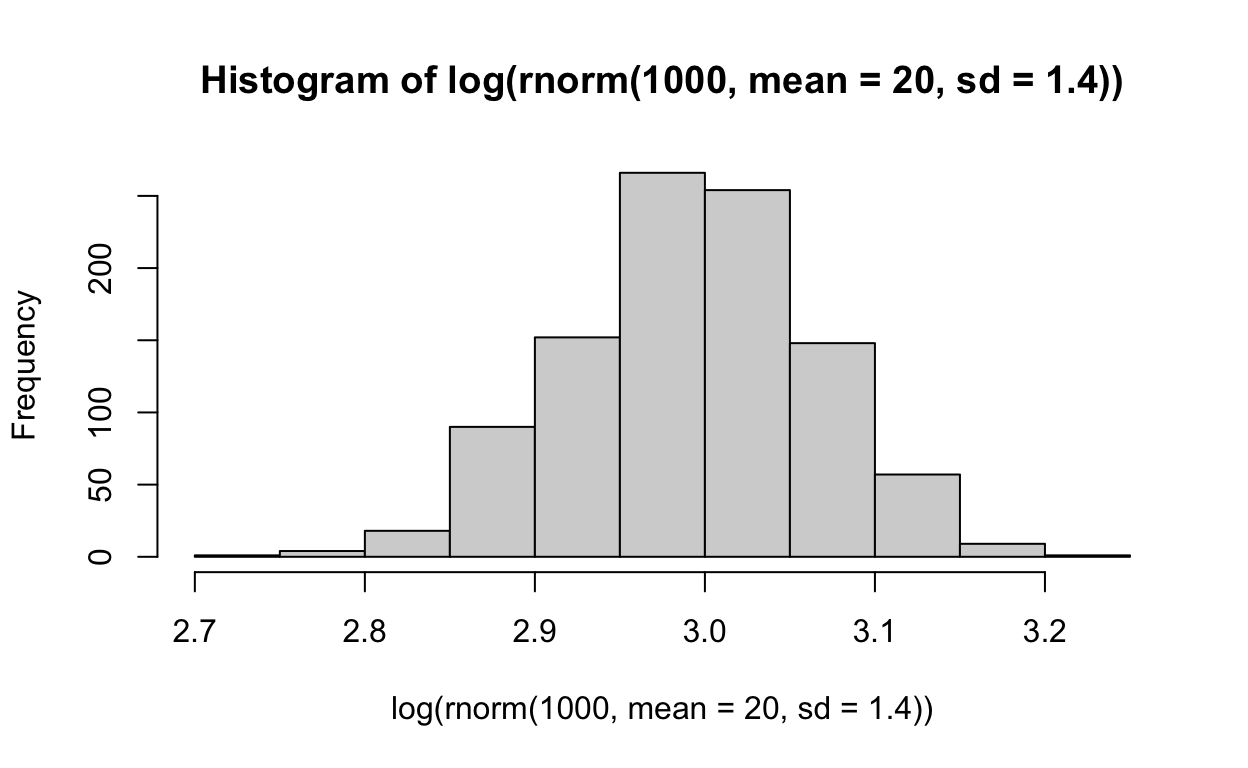 Histogram of log(rnorm(1000, mean = 20, sd = 1.4))
Frequency
200
100
50
0
2.7 2.8 2.9 3.0 3.1 3.2
log(rnorm(1000, mean = 20, sd = 1.4))